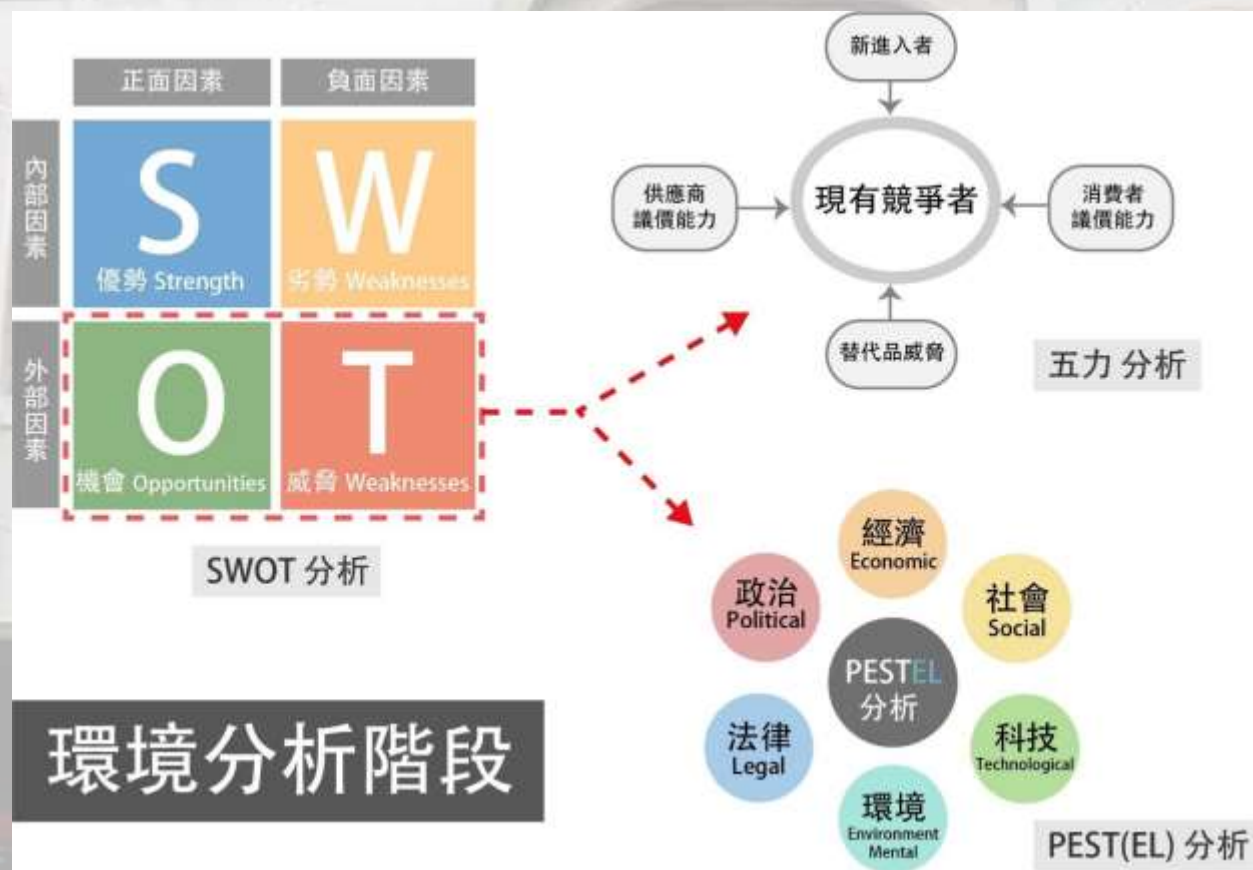 正面因素
負面因素
內部因素
S
優勢 Strength
W
劣勢 Weaknesses
外部因素
O
機會 Opportunities
T
威脅 Weaknesses
SWOT 分析
環境分析階段
新進入者
供應商
議價能力
現有競爭者
消費者
議價能力
替代品威脅
五力 分析
經濟
Economic
政治
Political
社會
Social
PESTEL
分析
法律
Legal
科技
Technological
環境
Environment
Mental
PEST(EL) 分析